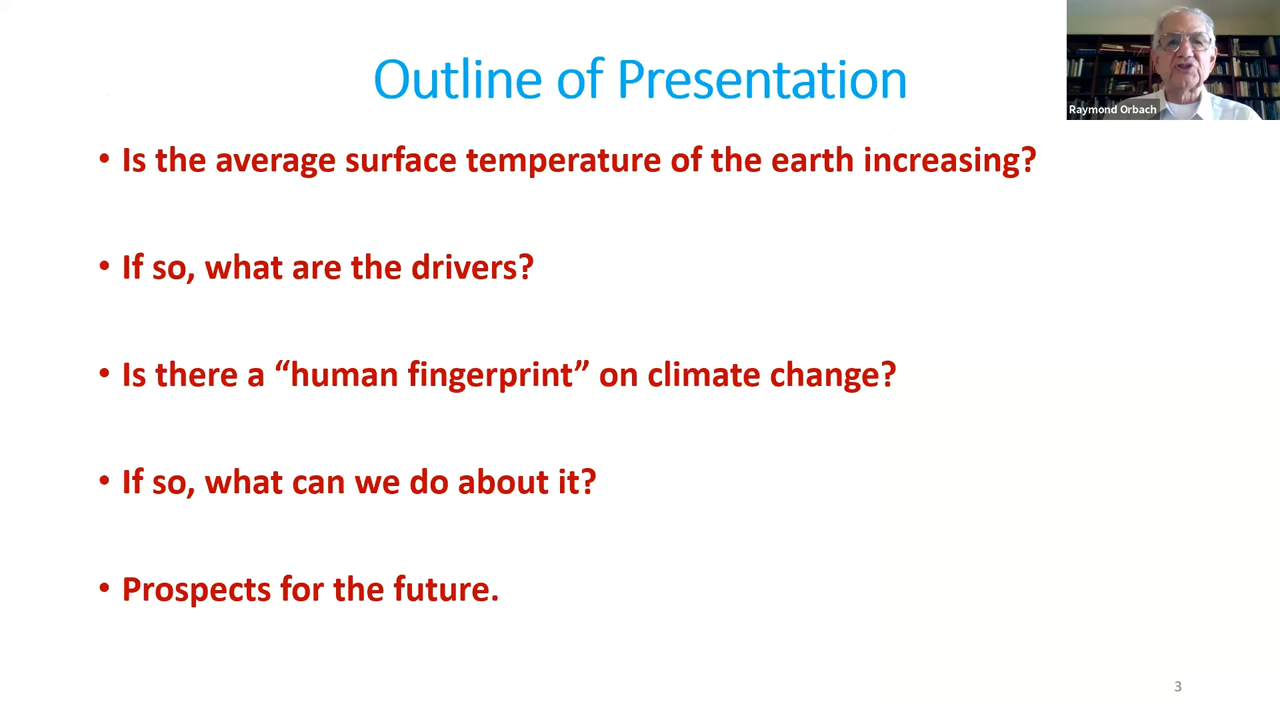 Outline of Presentation
Raymond Orbach
• Is the average surface temperature of the earth increasing?
• If so, what are the drivers?
• Is there a “human fingerprint” on climate change?
• If so, what can we do about it?
• Prospects for the future.
3